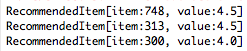 RecommendedItem[item:748, value:4.5]
RecommendedItem[item:313, value:4.5]
RecommendedItem[item:300, value:4.0]